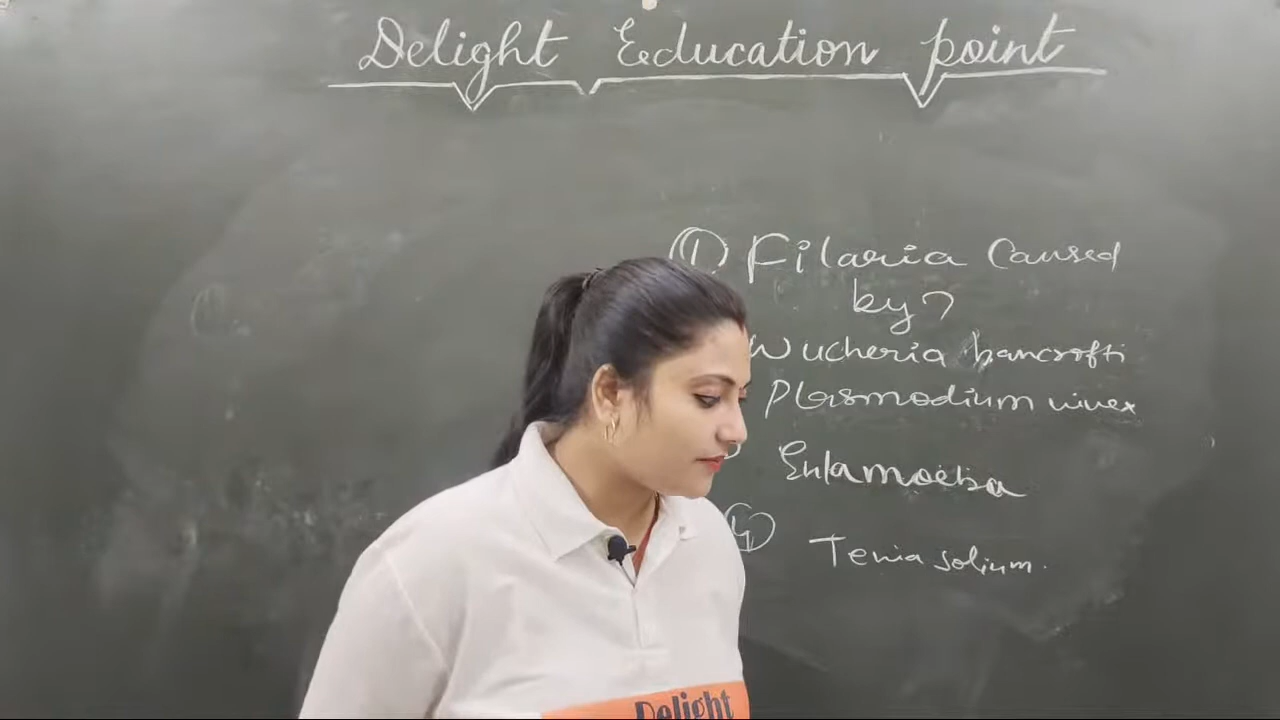 Delight Education point
① Filaria Caused
by?
Wucheria bancrofti
Plasmodium vivex
Entamoeba
④ Tenia solium.
Delight